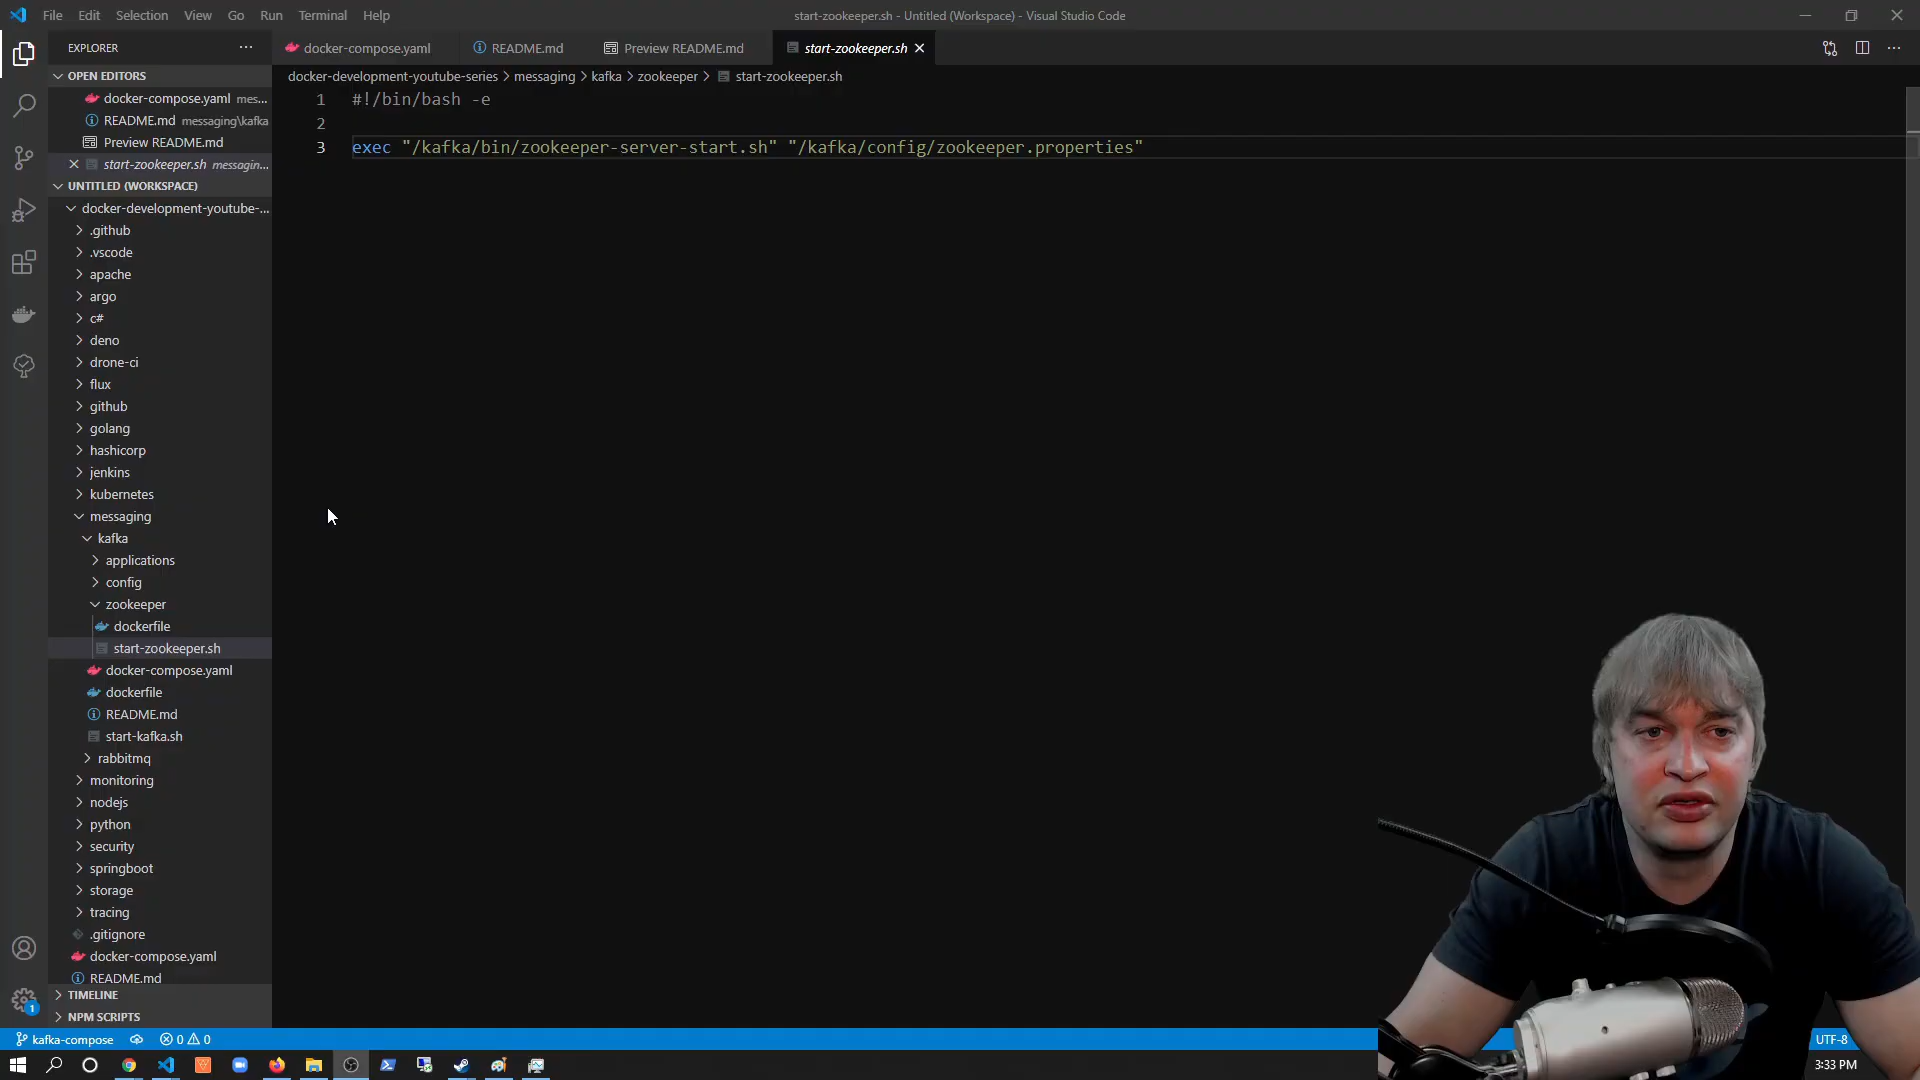 File Edit Selection View Go Run Terminal Help
start-zookeeper.sh - Untitled (Workspace) - Visual Studio Code
EXPLORER
docker-compose.yaml
README.md
Preview README.md
start-zookeeper.sh
docker-development-youtube-series > messaging > kafka > zookeeper > start-zookeeper.sh
1 #!/bin/bash -e
2
3 exec "/kafka/bin/zookeeper-server-start.sh" "/kafka/config/zookeeper.properties"
OPEN EDITORS
docker-compose.yaml mes...
README.md messaging\kafka
Preview README.md
start-zookeeper.sh messagin...
UNTITLED (WORKSPACE)
docker-development-youtube-...
.github
.vscode
apache
argo
c#
deno
drone-ci
flux
github
golang
hashicorp
jenkins
kubernetes
messaging
kafka
applications
config
zookeeper
dockerfile
start-zookeeper.sh
docker-compose.yaml
dockerfile
README.md
start-kafka.sh
rabbitmq
monitoring
nodejs
python
security
springboot
storage
tracing
.gitignore
docker-compose.yaml
README.md
TIMELINE
NPM SCRIPTS
1
kafka-compose 0 0
UTF-8
3:33 PM